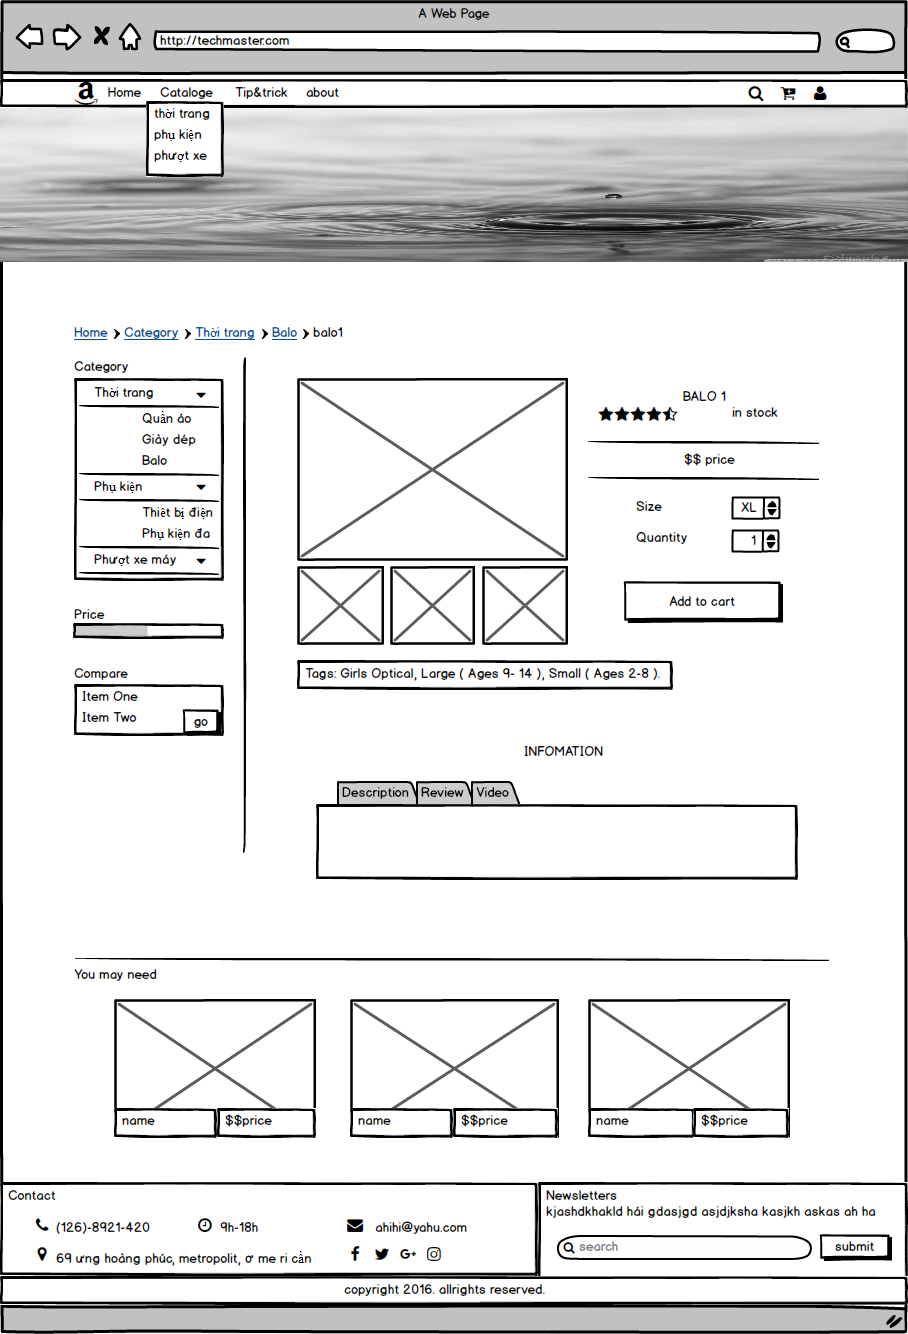 A Web Page
http://techmaster.com
Home Cataloge Tip&trick about
thời trang
phụ kiện
phượt xe
Home Category Thời trang Balo balo1
Category
Thời trang
Quần áo
Giày dép
Balo
Phụ kiện
Thiêt bị điện
Phụ kiện đa
Phượt xe máy
Price
Compare
Item One
Item Two
go
BALO 1
in stock
$$ price
Size XL
Quantity 1
Add to cart
Tags: Girls Optical, Large ( Ages 9- 14 ), Small ( Ages 2-8 ).
INFOMATION
Description Review Video
You may need
name $$price name $$price name $$price
Contact
(126)-8921-420 9h-18h ahihi@yahu.com
69 ưng hoàng phúc, metropolit, ơ me ri cần
Newsletters
kjashdkhakld hái gdasjgd asjdjksha kasjkh askas ah ha
search submit
copyright 2016. allrights reserved.